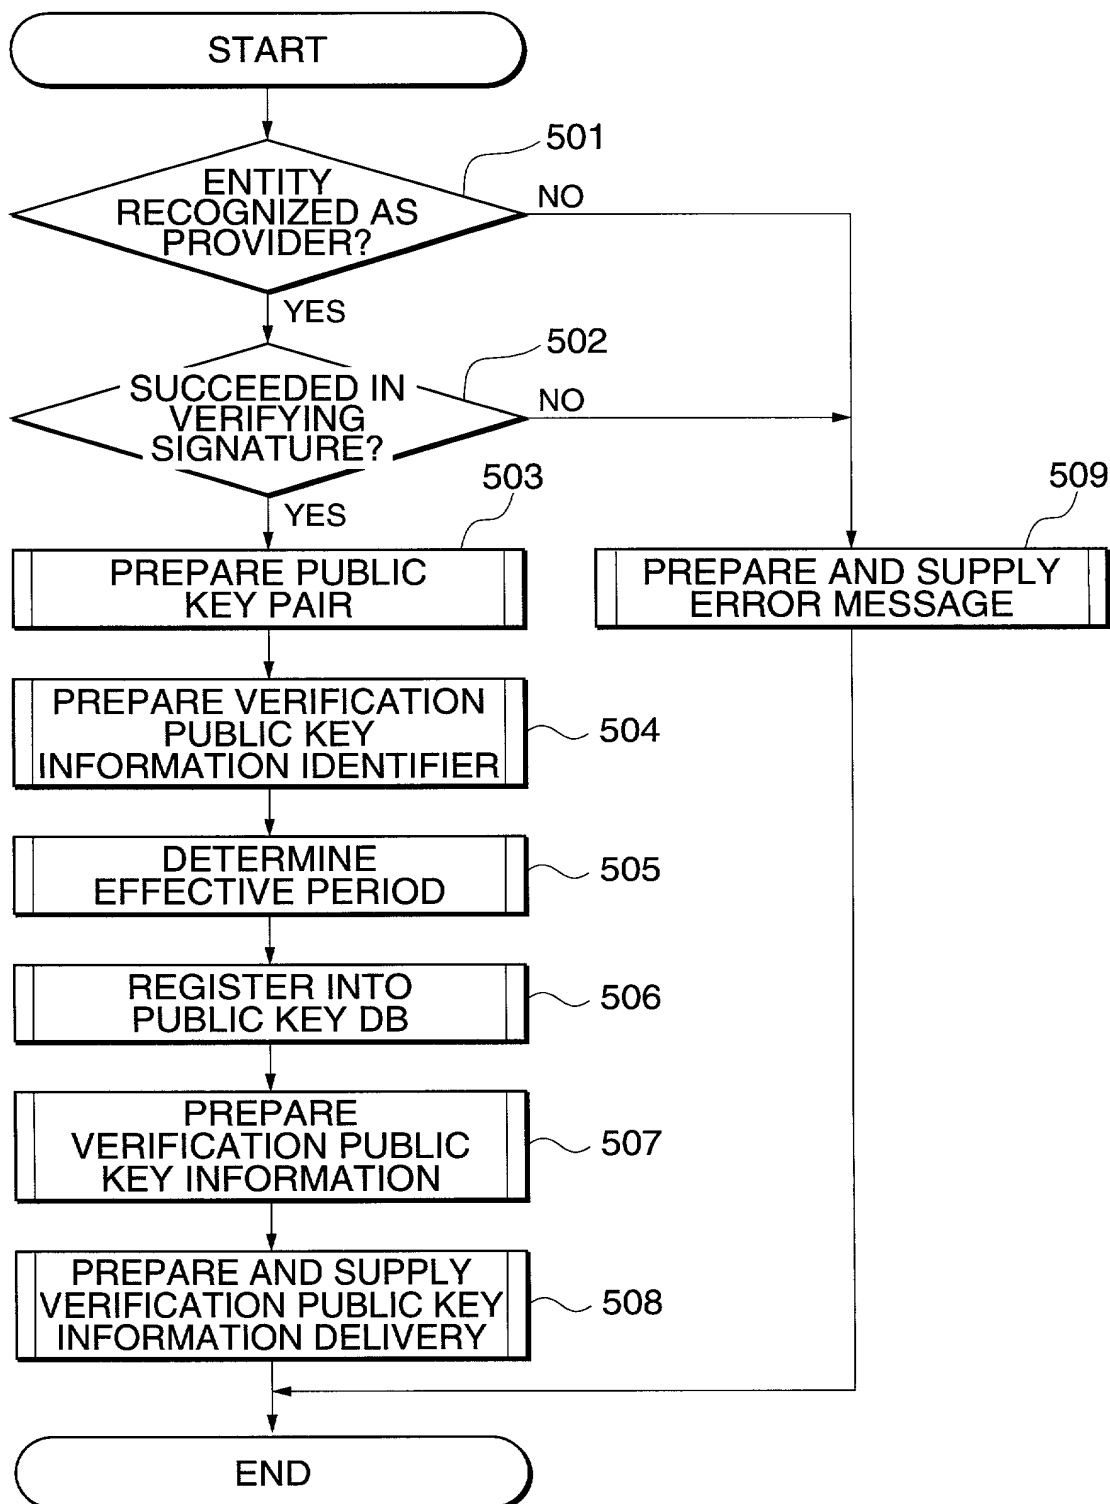 START
501
ENTITY
RECOGNIZED AS
PROVIDER?
NO
YES
502
SUCCEEDED IN
VERIFYING
SIGNATURE?
NO
YES
503
PREPARE PUBLIC
KEY PAIR
509
PREPARE AND SUPPLY
ERROR MESSAGE
PREPARE VERIFICATION
PUBLIC KEY
INFORMATION IDENTIFIER
504
DETERMINE
EFFECTIVE PERIOD
505
REGISTER INTO
PUBLIC KEY DB
506
PREPARE
VERIFICATION PUBLIC
KEY INFORMATION
507
PREPARE AND SUPPLY
VERIFICATION PUBLIC KEY
INFORMATION DELIVERY
508
END